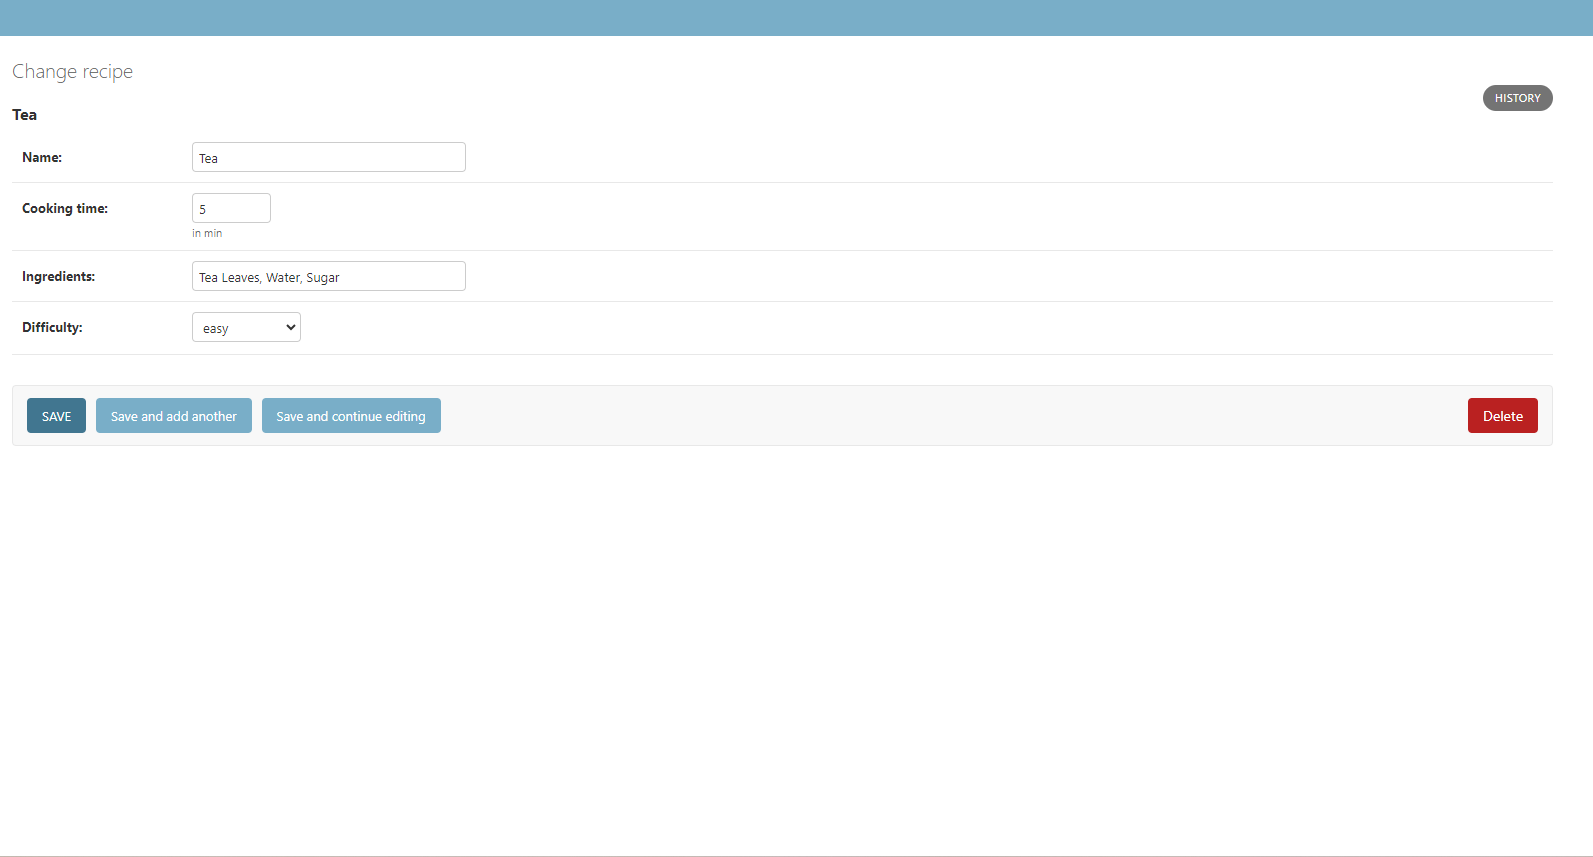 Change recipe
HISTORY
Tea
Name: Tea
Cooking time: 5
in min
Ingredients: Tea Leaves, Water, Sugar
Difficulty: easy
SAVE Save and add another Save and continue editing Delete